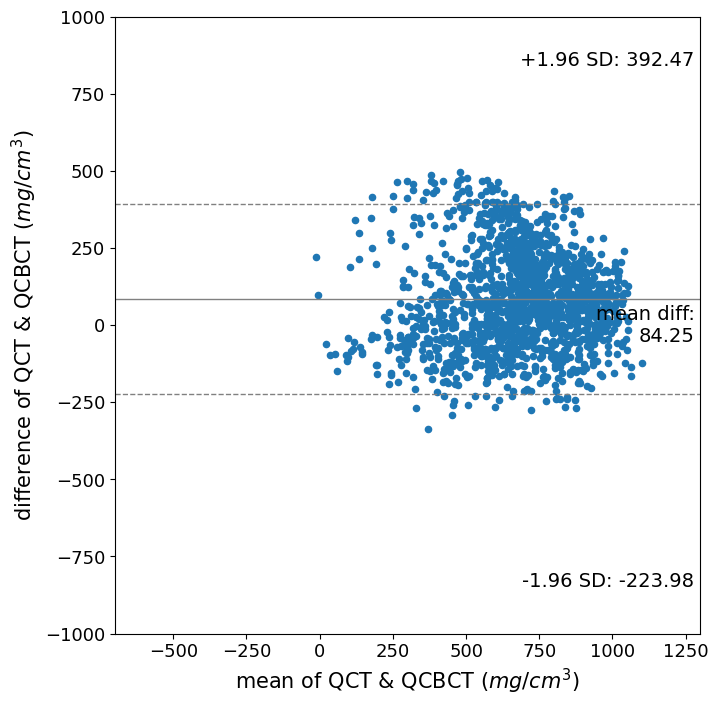 1000
+1.96 SD: 392.47
750
500
250
mean diff:
0
84.25
−250
−500
−750
-1.96 SD: -223.98
−1000
−500 −250 0 250 500 750 1000 1250
mean of QCT & QCBCT (mg/cm³)
difference of QCT & QCBCT (mg/cm³)